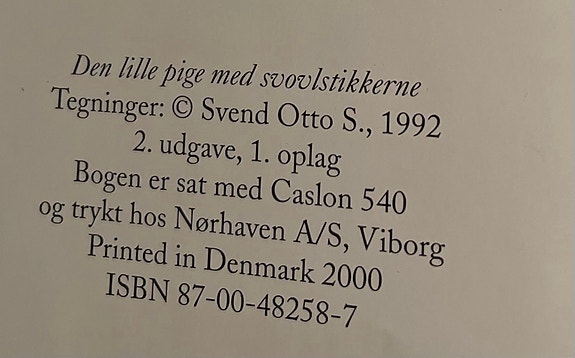 Den lille pige med svovlstikkerne
Tegninger: © Svend Otto S., 1992
2. udgave, 1. oplag
Bogen er sat med Caslon 540
og trykt hos Nørhaven A/S, Viborg
Printed in Denmark 2000
ISBN 87-00-48258-7